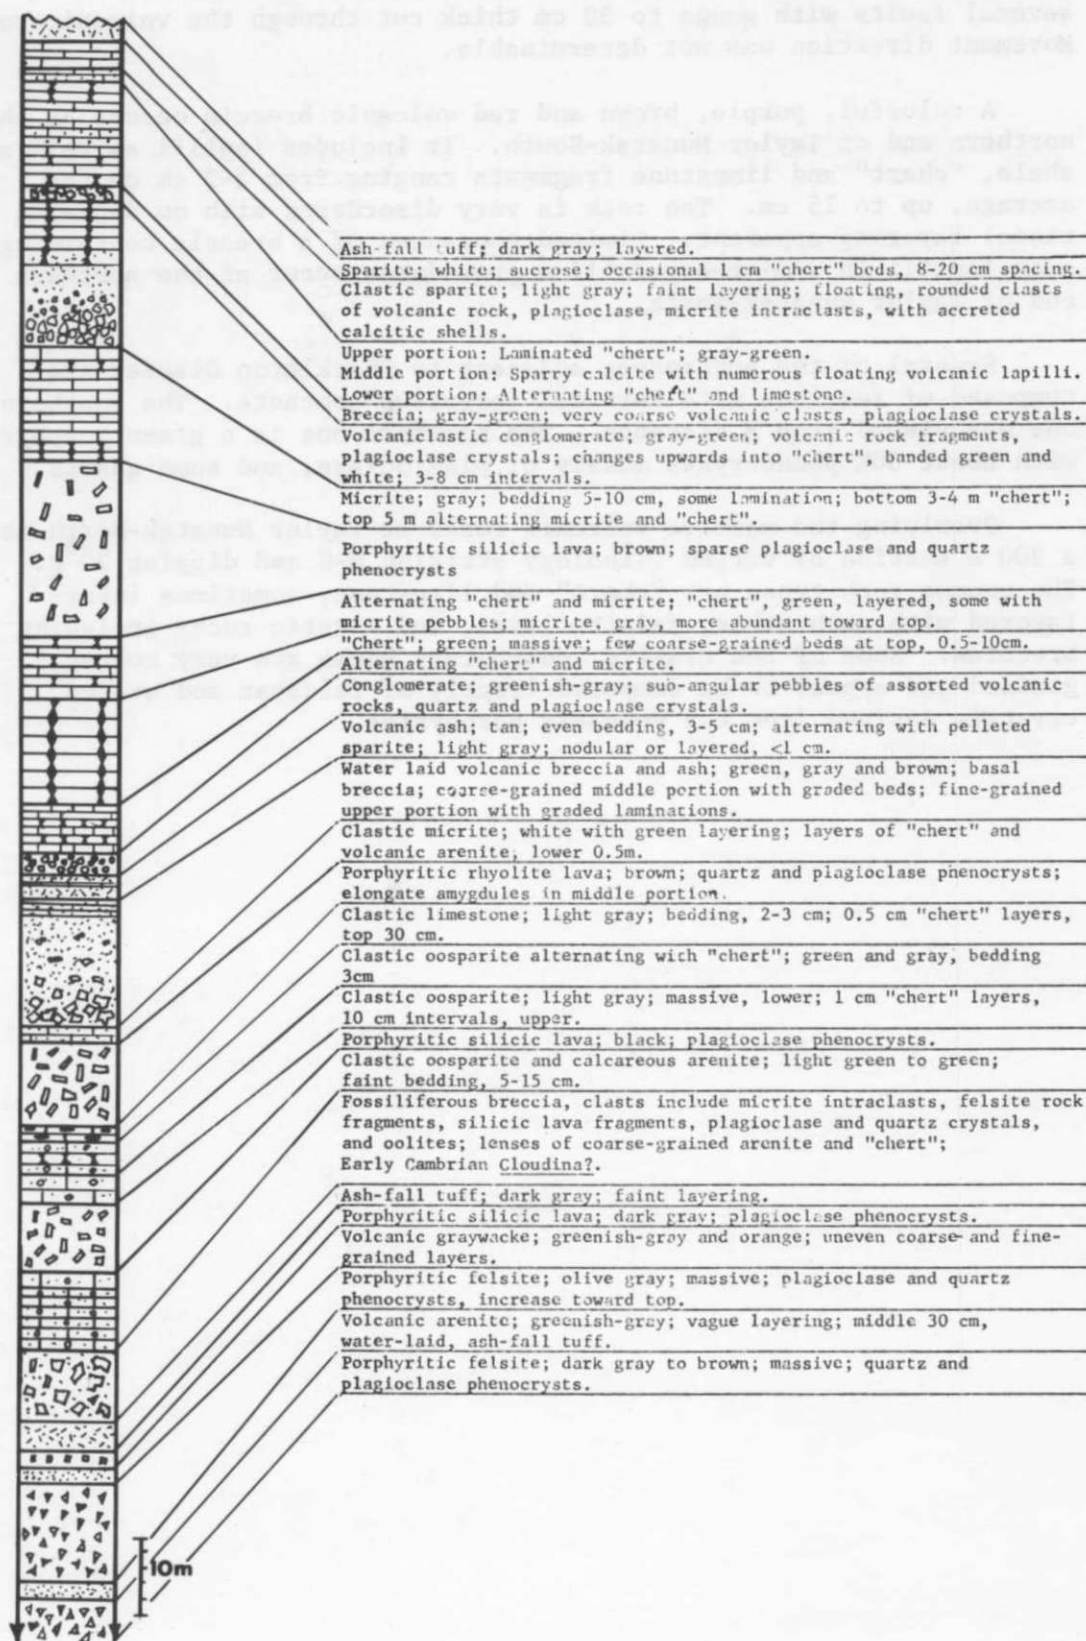 Ash-fall tuff; dark gray; layered.
Sparite; white; sucrose; occasional 1 cm "chert" beds, 8-20 cm spacing.
Clastic sparite; light gray; faint layering; floating, rounded clasts
of volcanic rock, plagioclase, micrite intraclasts, with accreted
calcitic shells.
Upper portion: Laminated "chert"; gray-green.
Middle portion: Sparry calcite with numerous floating volcanic lapilli.
Lower portion: Alternating "chert" and limestone.
Breccia; gray-green; very coarse volcanic clasts, plagioclase crystals.
Volcaniclastic conglomerate; gray-green; volcanic rock fragments,
plagioclase crystals; changes upwards into "chert", banded green and
white; 3-8 cm intervals.
Micrite; gray; bedding 5-10 cm, some lamination; bottom 3-4 m "chert";
top 5 m alternating micrite and "chert".
Porphyritic silicic lava; brown; sparse plagioclase and quartz
phenocrysts
Alternating "chert" and micrite; "chert", green, layered, some with
micrite pebbles; micrite, gray, more abundant toward top.
"Chert"; green; massive; few coarse-grained beds at top, 0.5-10cm.
Alternating "chert" and micrite.
Conglomerate; greenish-gray; sub-angular pebbles of assorted volcanic
rocks, quartz and plagioclase crystals.
Volcanic ash; tan; even bedding, 3-5 cm; alternating with pelleted
sparite; light gray; nodular or layered, <1 cm.
Water laid volcanic breccia and ash; green, gray and brown; basal
breccia; coarse-grained middle portion with graded beds; fine-grained
upper portion with graded laminations.
Clastic micrite; white with green layering; layers of "chert" and
volcanic arenite, lower 0.5m.
Porphyritic rhyolite lava; brown; quartz and plagioclase phenocrysts;
elongate amygdules in middle portion.
Clastic limestone; light gray; bedding, 2-3 cm; 0.5 cm "chert" layers,
top 30 cm.
Clastic oosparite alternating with "chert"; green and gray, bedding
3cm
Clastic oosparite; light gray; massive, lower; 1 cm "chert" layers,
10 cm intervals, upper.
Porphyritic silicic lava; black; plagioclase phenocrysts.
Clastic oosparite and calcareous arenite; light green to green;
faint bedding, 5-15 cm.
Fossiliferous breccia, clasts include micrite intraclasts, felsite rock
fragments, silicic lava fragments, plagioclase and quartz crystals,
and oolites; lenses of coarse-grained arenite and "chert";
Early Cambrian Cloudina?.
Ash-fall tuff; dark gray; faint layering.
Porphyritic silicic lava; dark gray; plagioclase phenocrysts.
Volcanic graywacke; greenish-gray and orange; uneven coarse- and fine-
grained layers.
Porphyritic felsite; olive gray; massive; plagioclase and quartz
phenocrysts, increase toward top.
Volcanic arenite; greenish-gray; vague layering; middle 30 cm,
water-laid, ash-fall tuff.
Porphyritic felsite; dark gray to brown; massive; quartz and
plagioclase phenocrysts.
10m